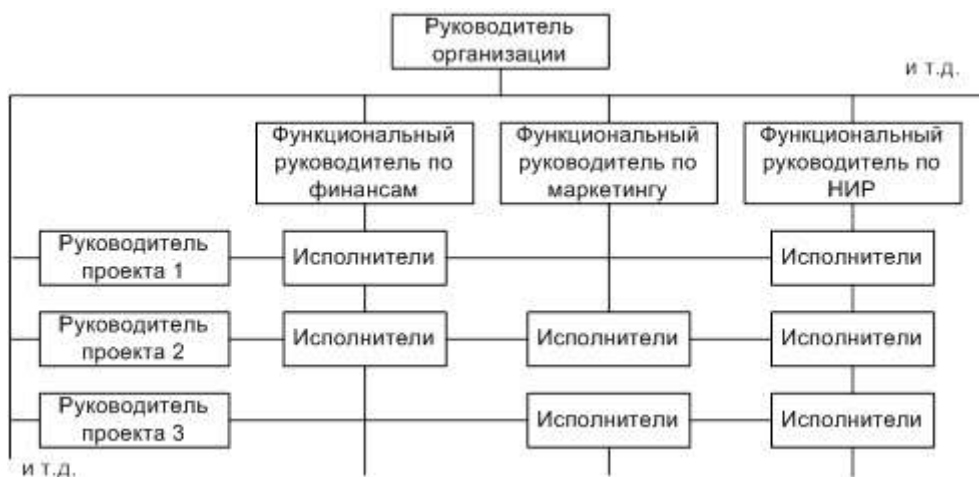 Руководитель
организации
и т.д.
Функциональный
руководитель по
финансам
Функциональный
руководитель по
маркетингу
Функциональный
руководитель по
НИР
Руководитель
проекта 1
Исполнители
Исполнители
Руководитель
проекта 2
Исполнители
Исполнители
Исполнители
Руководитель
проекта 3
Исполнители
Исполнители
и т.д.